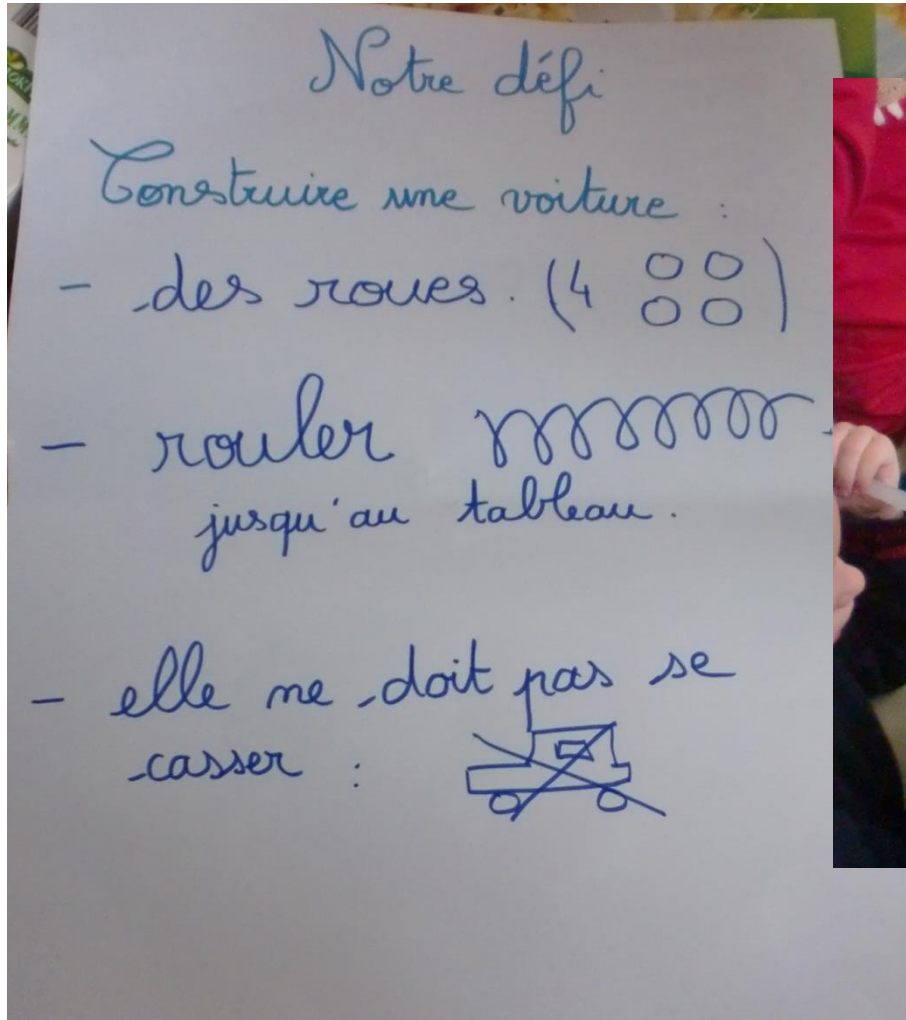 Notre défi
Construire une voiture :
- des roues. (4 )
- rouler
jusqu'au tableau.
- elle ne doit pas se
casser :